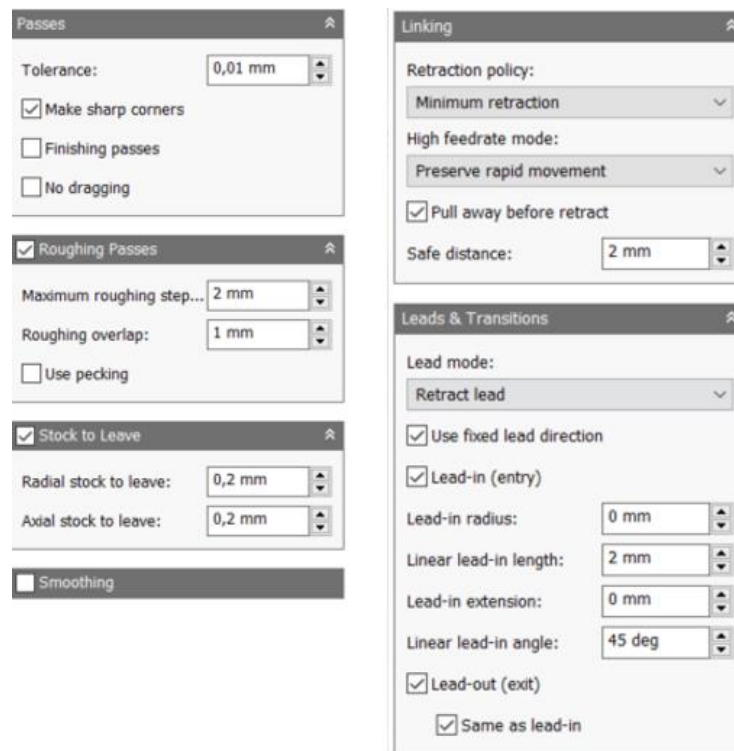 Passes
Tolerance: 0,01 mm
Make sharp corners
Finishing passes
No dragging
Roughing Passes
Maximum roughing step... 2 mm
Roughing overlap: 1 mm
Use pecking
Stock to Leave
Radial stock to leave: 0,2 mm
Axial stock to leave: 0,2 mm
Smoothing
Linking
Retraction policy:
Minimum retraction
High feedrate mode:
Preserve rapid movement
Pull away before retract
Safe distance: 2 mm
Leads & Transitions
Lead mode:
Retract lead
Use fixed lead direction
Lead-in (entry)
Lead-in radius: 0 mm
Linear lead-in length: 2 mm
Lead-in extension: 0 mm
Linear lead-in angle: 45 deg
Lead-out (exit)
Same as lead-in